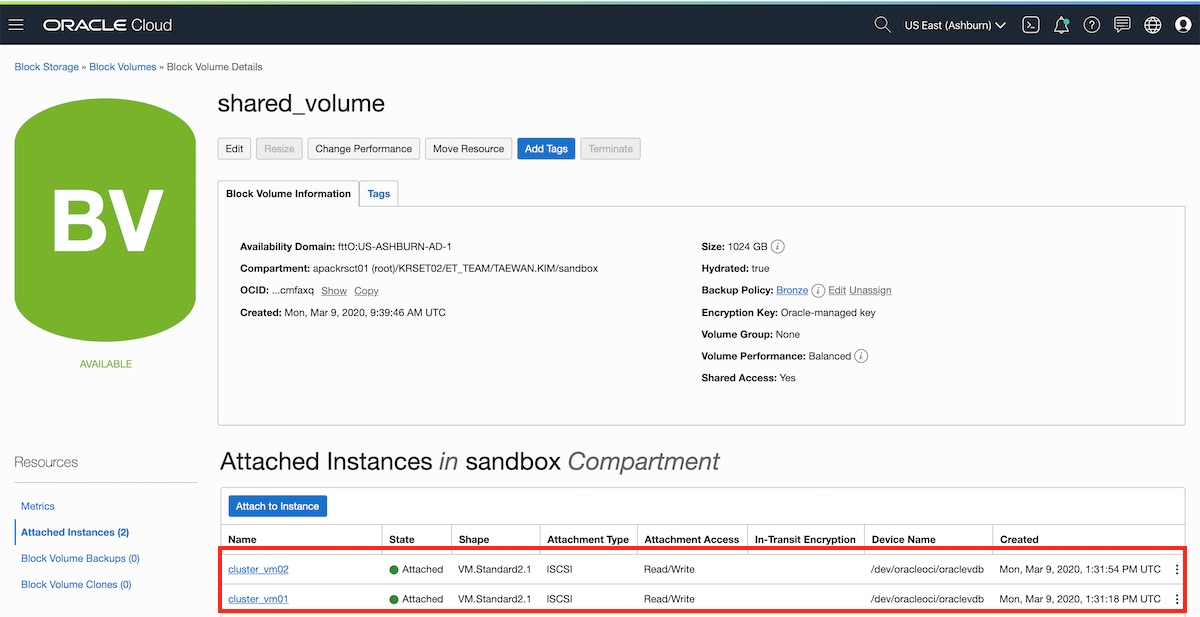 ORACLE Cloud
US East (Ashburn)
Block Storage » Block Volumes » Block Volume Details
BV
AVAILABLE
shared_volume
Edit Resize Change Performance Move Resource Add Tags Terminate
Block Volume Information Tags
Availability Domain: fttO:US-ASHBURN-AD-1
Compartment: apackrsct01 (root)/KRSET02/ET_TEAM/TAEWAN.KIM/sandbox
OCID: ...cmfaxq Show Copy
Created: Mon, Mar 9, 2020, 9:39:46 AM UTC
Size: 1024 GB
Hydrated: true
Backup Policy: Bronze Edit Unassign
Encryption Key: Oracle-managed key
Volume Group: None
Volume Performance: Balanced
Shared Access: Yes
Resources
Metrics
Attached Instances (2)
Block Volume Backups (0)
Block Volume Clones (0)
Attached Instances in sandbox Compartment
Attach to Instance
Name State Shape Attachment Type Attachment Access In-Transit Encryption Device Name Created
cluster_vm02 Attached VM.Standard2.1 ISCSI Read/Write /dev/oracleoci/oraclevdb Mon, Mar 9, 2020, 1:31:54 PM UTC
cluster_vm01 Attached VM.Standard2.1 ISCSI Read/Write /dev/oracleoci/oraclevdb Mon, Mar 9, 2020, 1:31:18 PM UTC